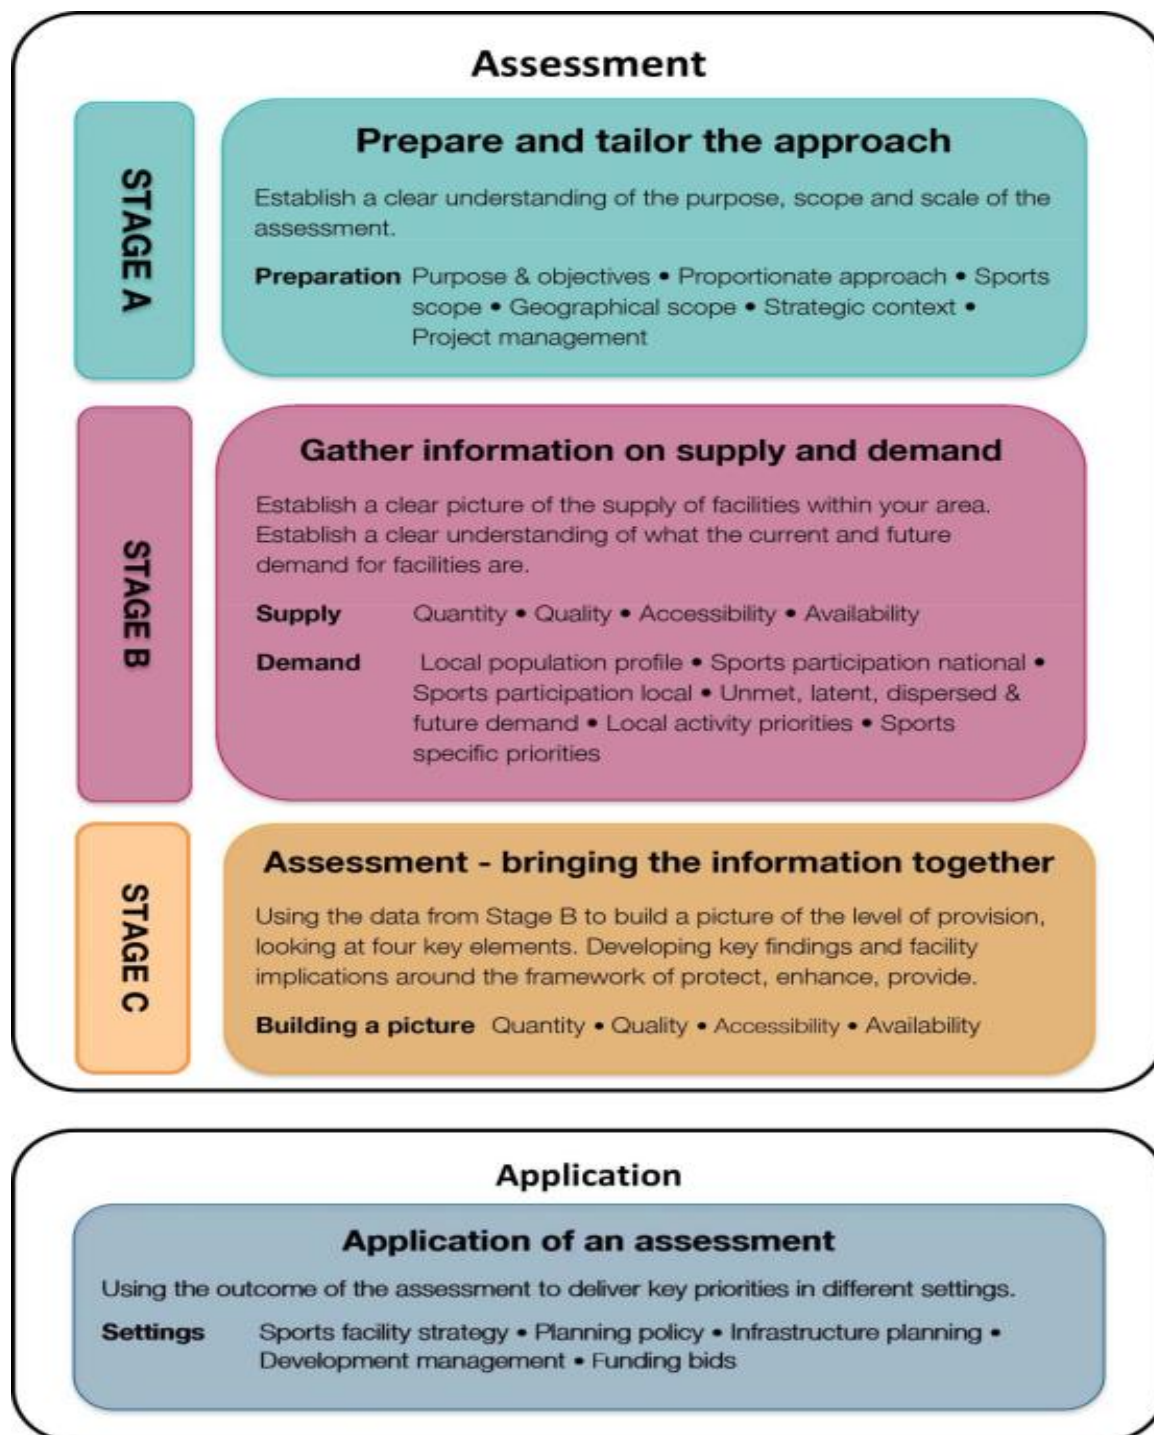 Assessment
STAGE A
Prepare and tailor the approach
Establish a clear understanding of the purpose, scope and scale of the
assessment.
Preparation Purpose & objectives • Proportionate approach • Sports
scope • Geographical scope • Strategic context •
Project management
STAGE B
Gather information on supply and demand
Establish a clear picture of the supply of facilities within your area.
Establish a clear understanding of what the current and future
demand for facilities are.
Supply Quantity • Quality • Accessibility • Availability
Demand Local population profile • Sports participation national •
Sports participation local • Unmet, latent, dispersed &
future demand • Local activity priorities • Sports
specific priorities
STAGE C
Assessment - bringing the information together
Using the data from Stage B to build a picture of the level of provision,
looking at four key elements. Developing key findings and facility
implications around the framework of protect, enhance, provide.
Building a picture Quantity • Quality • Accessibility • Availability
Application
Application of an assessment
Using the outcome of the assessment to deliver key priorities in different settings.
Settings Sports facility strategy • Planning policy • Infrastructure planning •
Development management • Funding bids